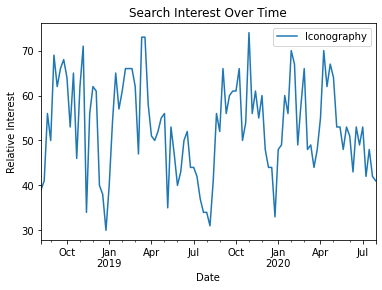 Search Interest Over Time
Iconography
Relative Interest
70
60
50
40
30
Oct
Jan
2019
Apr
Jul
Oct
Jan
2020
Apr
Jul
Date